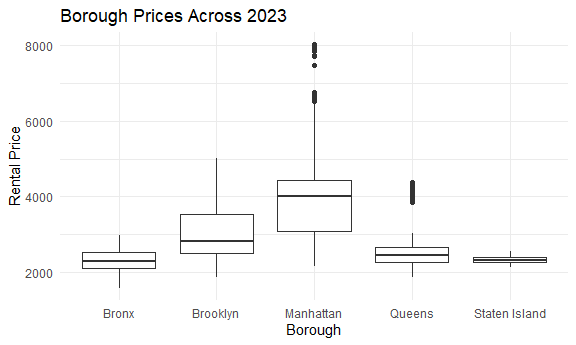 Borough Prices Across 2023
8000
6000
4000
2000
Rental Price
Bronx Brooklyn Manhattan Queens Staten Island
Borough